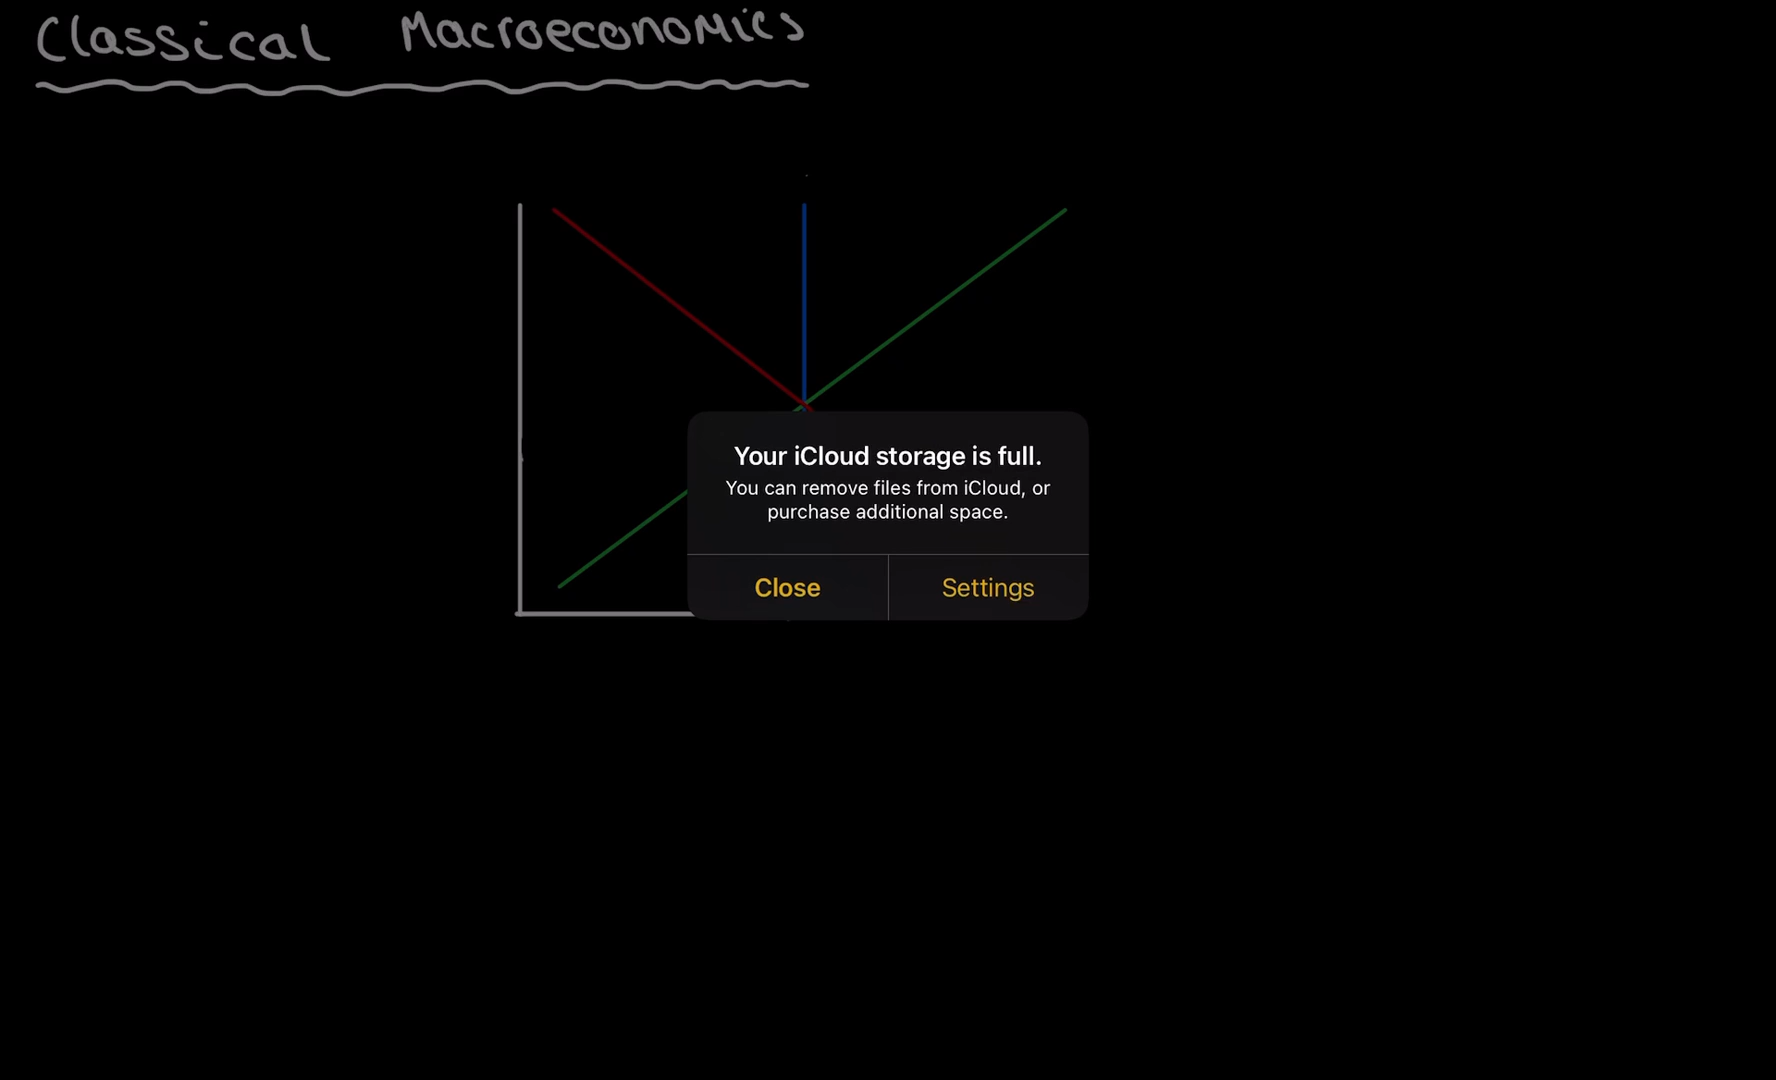 Classical Macroeconomics
Your iCloud storage is full.
You can remove files from iCloud, or
purchase additional space.
Close
Settings